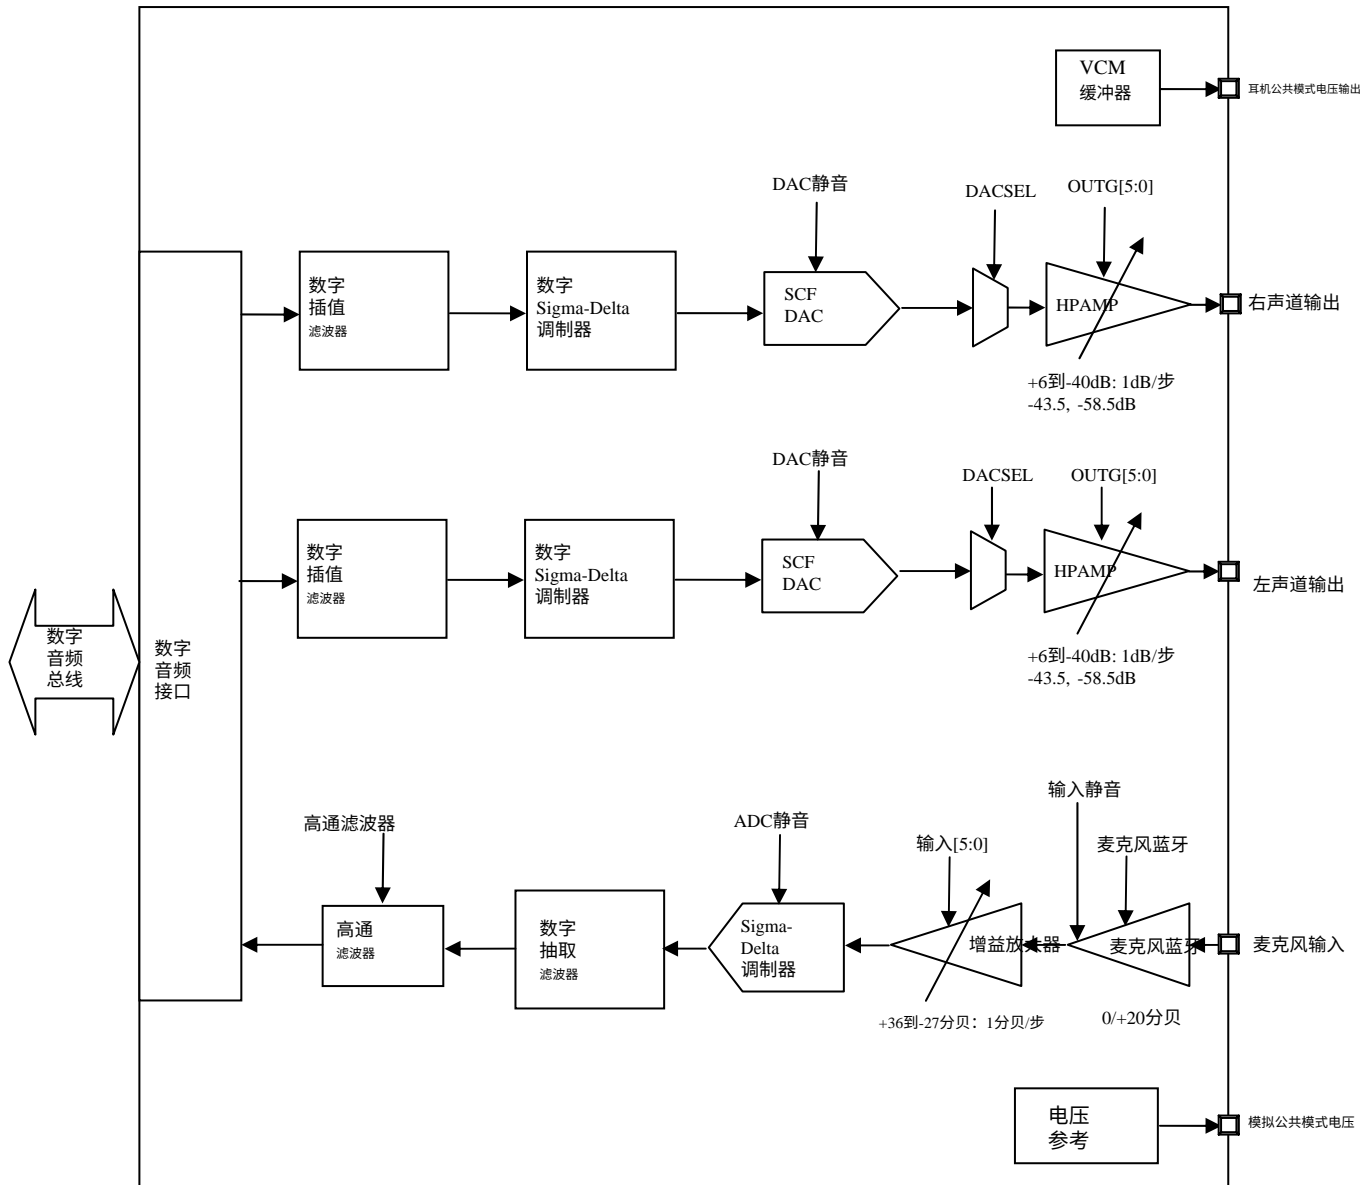 VCM
缓冲器
耳机公共模式电压输出
DAC静音
DACSEL
OUTG[5:0]
数字
插值
滤波器
数字
Sigma-Delta
调制器
SCF
DAC
HPAMP
右声道输出
+6到-40dB: 1dB/步
-43.5, -58.5dB
DAC静音
DACSEL
OUTG[5:0]
数字
插值
滤波器
数字
Sigma-Delta
调制器
SCF
DAC
HPAMP
左声道输出
+6到-40dB: 1dB/步
-43.5, -58.5dB
数字
音频
总线
数字
音频
接口
高通滤波器
ADC静音
输入[5:0]
输入静音
麦克风蓝牙
高通
滤波器
数字
抽取
滤波器
Sigma-
Delta
调制器
增益放大器
麦克风蓝牙
麦克风输入
+36到-27分贝：1分贝/步
0/+20分贝
电压
参考
模拟公共模式电压